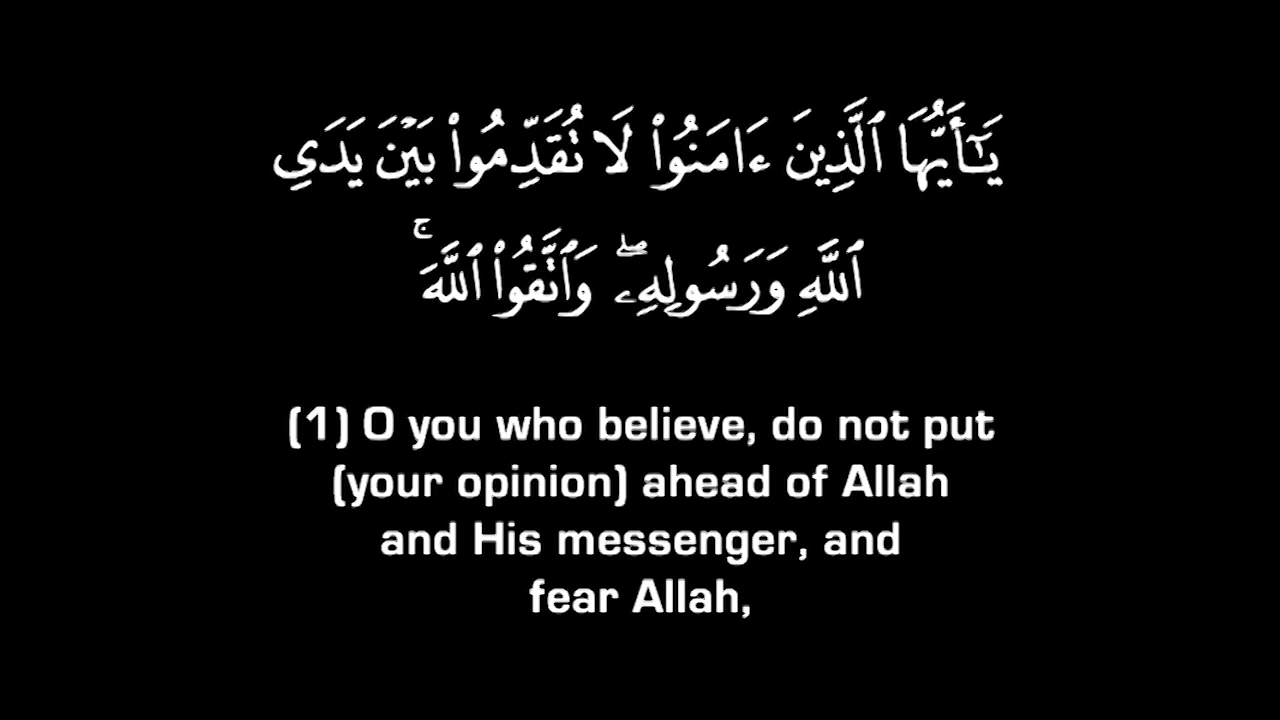 يَـٰٓأَيُّهَا ٱلَّذِينَ ءَامَنُوا۟ لَا تُقَدِّمُوا۟ بَيْنَ يَدَىِ
ٱللَّهِ وَرَسُولِهِۦ ۖ وَٱتَّقُوا۟ ٱللَّهَ ۚ
(1) O you who believe, do not put
(your opinion) ahead of Allah
and His messenger, and
fear Allah,